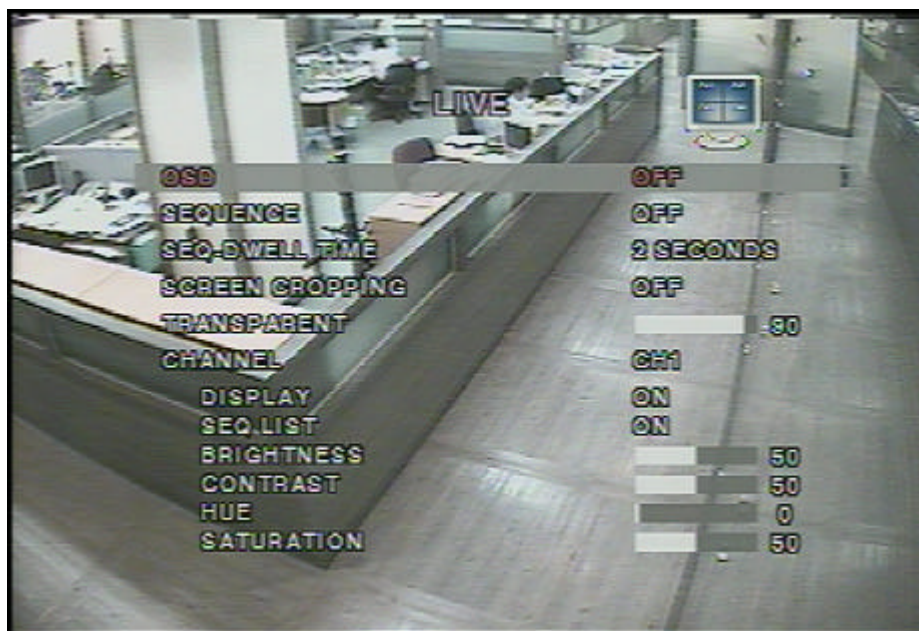 LIVE
OSD OFF
SEQUENCE OFF
SEQ-DWELL TIME 2 SECONDS
SCREEN CROPPING OFF
TRANSPARENT 90
CHANNEL CH1
DISPLAY ON
SEQ.LIST ON
BRIGHTNESS 50
CONTRAST 50
HUE 0
SATURATION 50